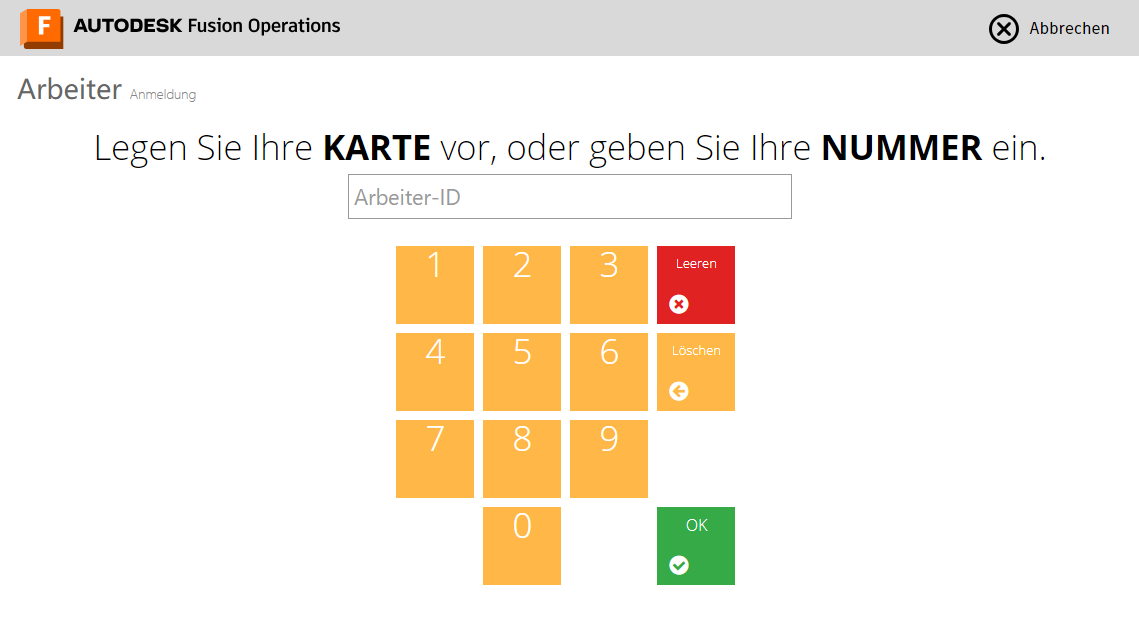 F AUTODESK Fusion Operations
Abbrechen
Arbeiter Anmeldung
Legen Sie Ihre KARTE vor, oder geben Sie Ihre NUMMER ein.
Arbeiter-ID
1 2 3 Leeren
4 5 6 Löschen
7 8 9
0 OK